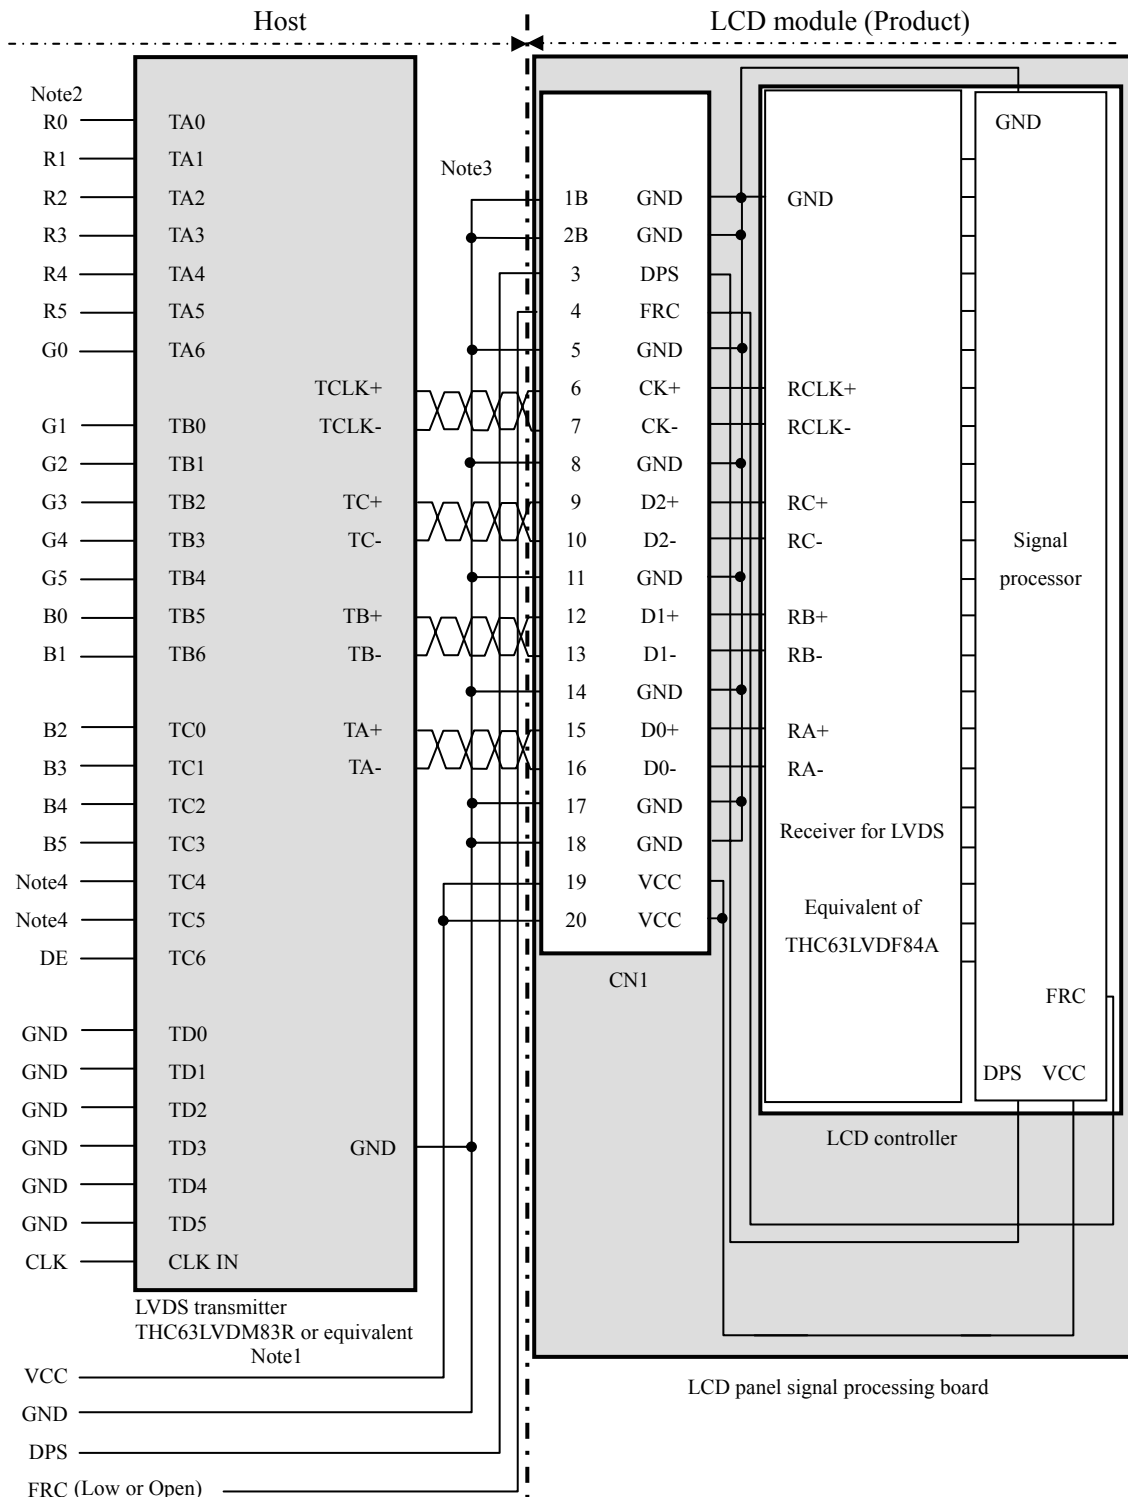 Host
LCD module (Product)
Note2
R0 TA0
R1 TA1
R2 TA2
R3 TA3
R4 TA4
R5 TA5
G0 TA6
TCLK+
G1 TB0 TCLK-
G2 TB1
G3 TB2 TC+
G4 TB3 TC-
G5 TB4
B0 TB5 TB+
B1 TB6 TB-
B2 TC0 TA+
B3 TC1 TA-
B4 TC2
B5 TC3
Note4 TC4
Note4 TC5
DE TC6
GND TD0
GND TD1
GND TD2
GND TD3 GND
GND TD4
GND TD5
CLK CLK IN
LVDS transmitter
THC63LVDM83R or equivalent
Note1
VCC
GND
DPS
FRC (Low or Open)
Note3
1B GND
2B GND
3 DPS
4 FRC
5 GND
6 CK+
7 CK-
8 GND
9 D2+
10 D2-
11 GND
12 D1+
13 D1-
14 GND
15 D0+
16 D0-
17 GND
18 GND
19 VCC
20 VCC
CN1
GND
RCLK+
RCLK-
RC+
RC-
RB+
RB-
RA+
RA-
Receiver for LVDS
Equivalent of
THC63LVDF84A
GND
Signal
processor
FRC
DPS VCC
LCD controller
LCD panel signal processing board